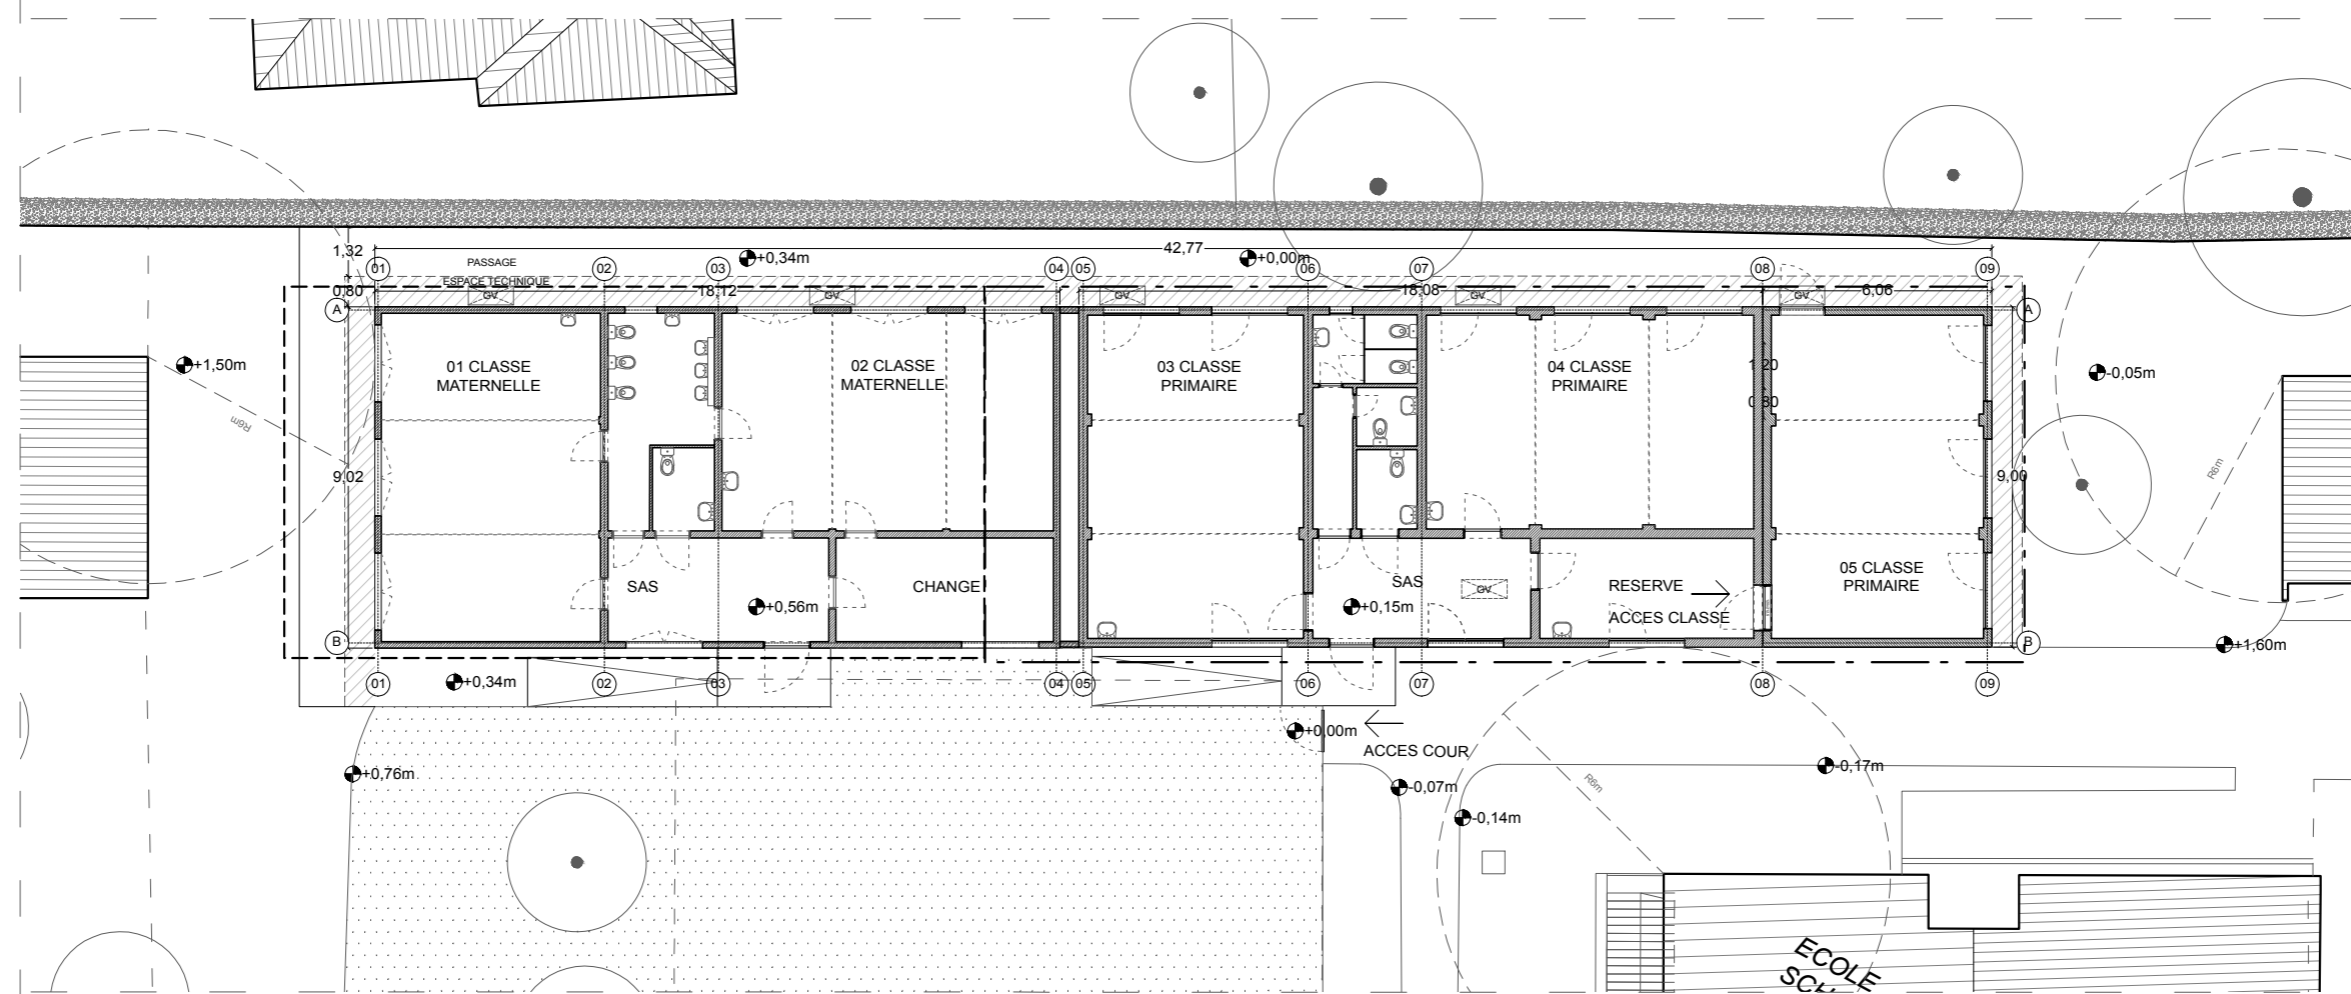 1,32
42,77
PASSAGE
+0,34m
+0,00m
01
02
03
04
05
06
07
08
09
ESPACE TECHNIQUE
0,80
GV
18,12
GV
GV
18,08
GV
GV
6,06
A
A
+1,50m
01 CLASSE
MATERNELLE
02 CLASSE
MATERNELLE
03 CLASSE
PRIMAIRE
04 CLASSE
PRIMAIRE
1,20
0,80
-0,05m
R6m
9,02
9,00
R8m
05 CLASSE
PRIMAIRE
SAS
CHANGE
SAS
GV
RESERVE
ACCES CLASSE
+0,56m
+0,15m
B
B
+1,60m
01
+0,34m
02
03
04
05
06
07
08
09
+0,00m
ACCES COUR
+0,76m
-0,07m
-0,17m
R6m
-0,14m
ECOLE